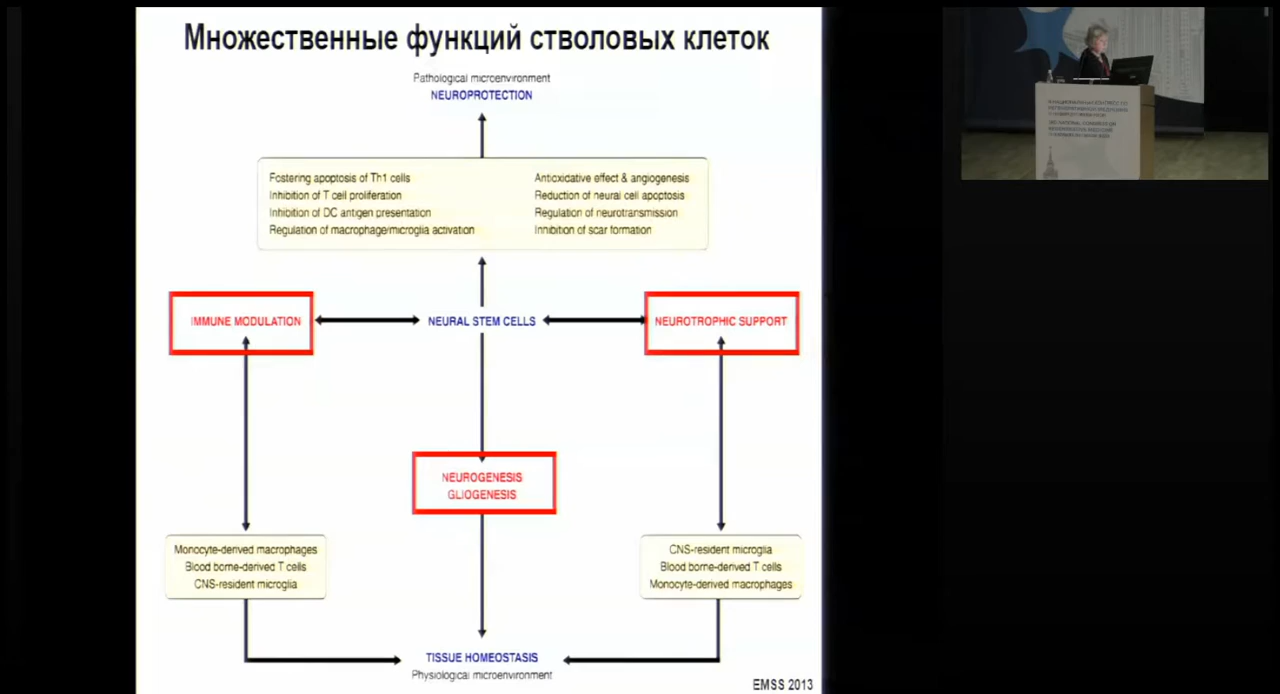 Множественные функций стволовых клеток
Pathological microenvironment
NEUROPROTECTION
Fostering apoptosis of Th1 cells
Inhibition of T cell proliferation
Inhibition of DC antigen presentation
Regulation of macrophage/microglia activation
Antioxidative effect & angiogenesis
Reduction of neural cell apoptosis
Regulation of neurotransmission
Inhibition of scar formation
IMMUNE MODULATION
NEURAL STEM CELLS
NEUROTROPHIC SUPPORT
NEUROGENESIS
GLIOGENESIS
Monocyte-derived macrophages
Blood borne-derived T cells
CNS-resident microglia
CNS-resident microglia
Blood borne-derived T cells
Monocyte-derived macrophages
TISSUE HOMEOSTASIS
Physiological microenvironment
EMSS 2013